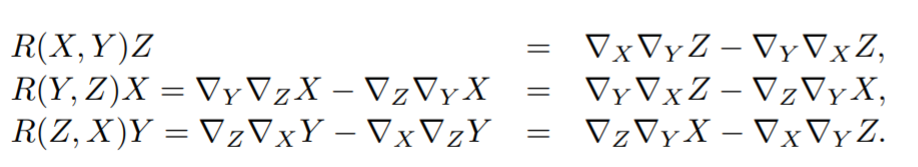 R(X, Y)Z = ∇_X∇_Y Z − ∇_Y∇_X Z,
R(Y, Z)X = ∇_Y∇_Z X − ∇_Z∇_Y X = ∇_Y∇_X Z − ∇_Z∇_Y X,
R(Z, X)Y = ∇_Z∇_X Y − ∇_X∇_Z Y = ∇_Z∇_Y X − ∇_X∇_Y Z.